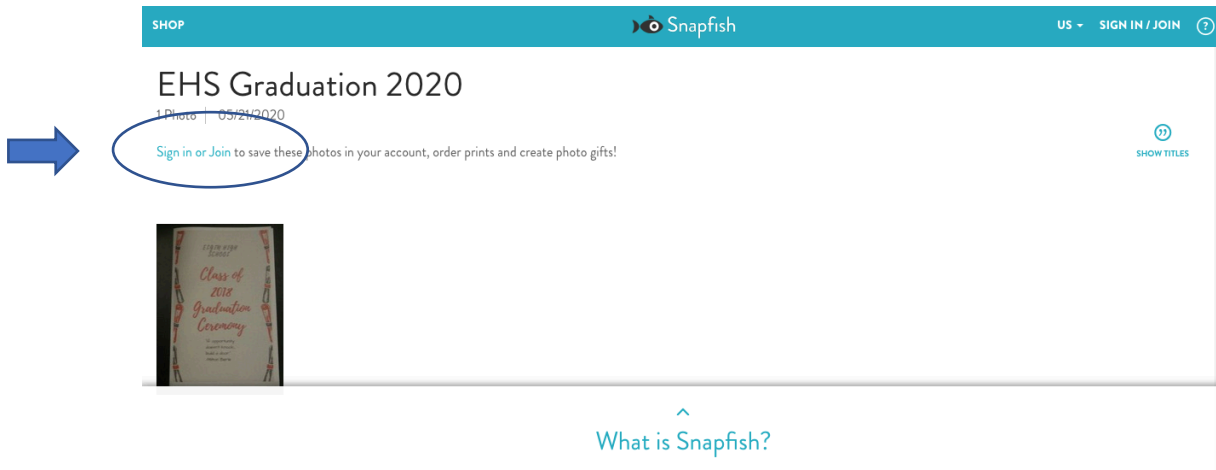 SHOP
Snapfish
US
SIGN IN / JOIN
?
EHS Graduation 2020
1 Photo
05/21/2020
Sign in or Join to save these photos in your account, order prints and create photo gifts!
SHOW TITLES
Class of
2018
Graduation
Ceremony
What is Snapfish?